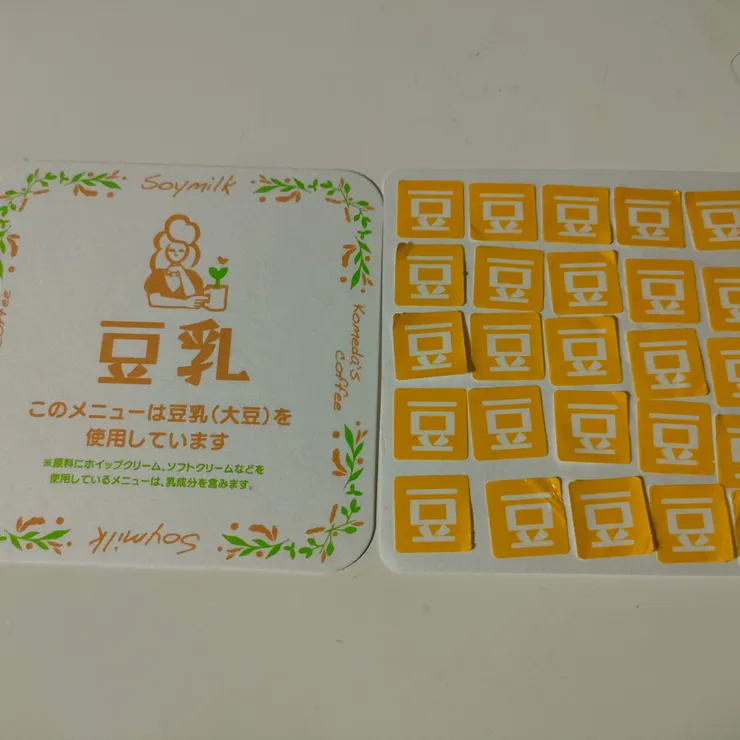 Soymilk
Komeda's coffee
豆乳
このメニューは豆乳(大豆)を
使用しています
※原料にホイップクリーム、ソフトクリームなどを
使用しているメニューは、乳成分を含みます。
Soymilk
豆 豆 豆 豆 豆
豆 豆 豆 豆 豆
豆 豆 豆 豆 豆
豆 豆 豆 豆 豆
豆 豆 豆 豆